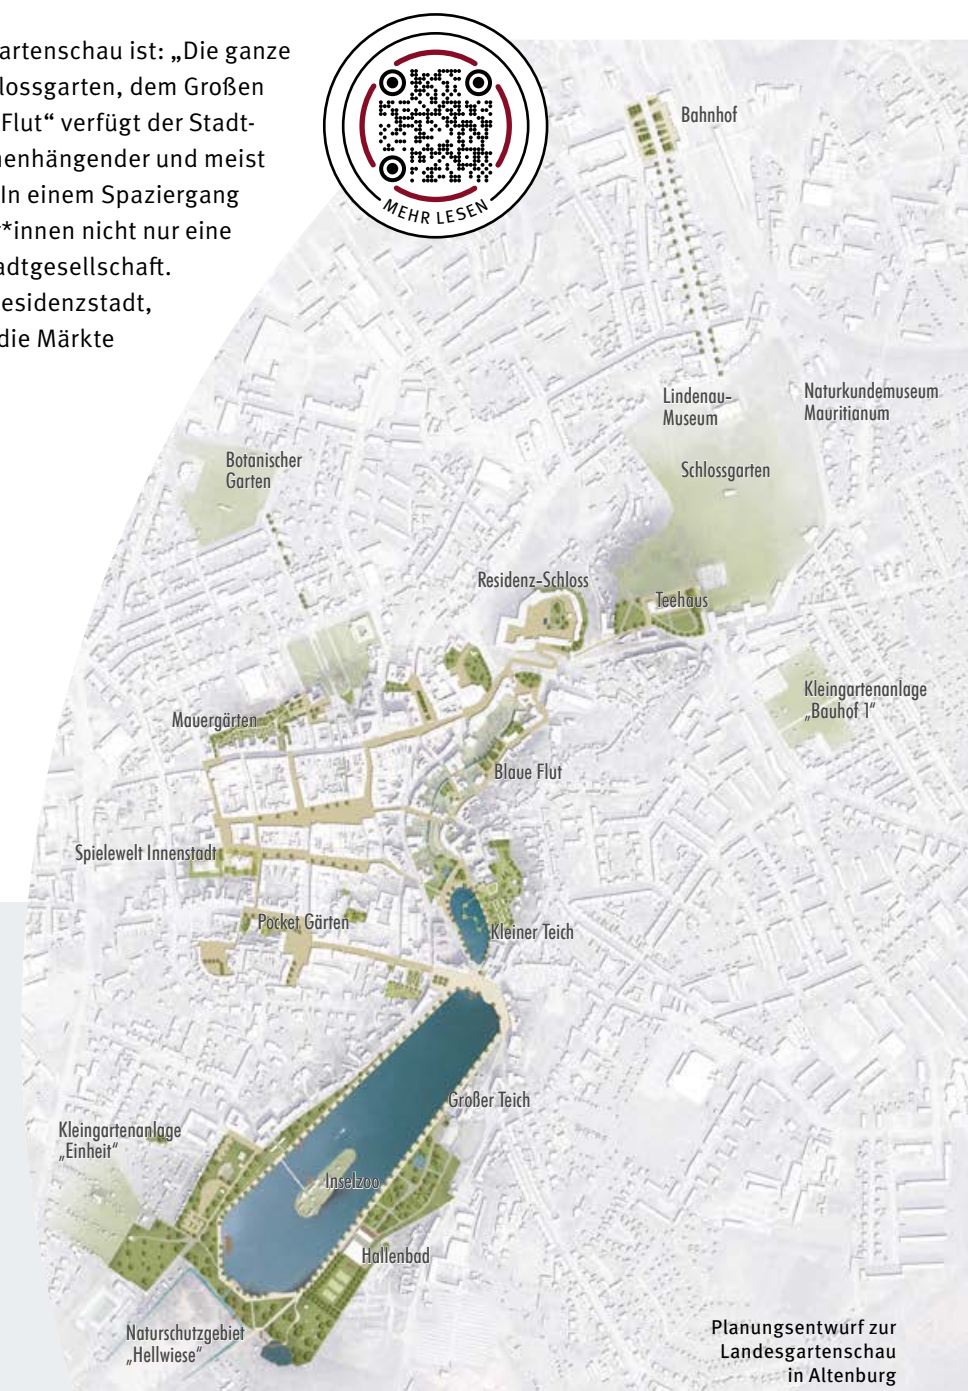 artenschau ist: „Die ganze
lossgarten, dem Großen
Flut“ verfügt der Stadt-
enhängender und meist
In einem Spaziergang
*innen nicht nur eine
adtgesellschaft.
esidenzstadt,
die Märkte
MEHR LESEN
Bahnhof
Lindenau-
Museum
Naturkundemuseum
Mauritianum
Schlossgarten
Botanischer
Garten
Residenz-Schloss
Teehaus
Kleingartenanlage
„Bauhof 1“
Mauergärten
Blaue Flut
Spielewelt Innenstadt
Pocket Gärten
Kleiner Teich
Großer Teich
Kleingartenanlage
„Einheit“
Inselzoo
Hallenbad
Naturschutzgebiet
„Hellwiese“
Planungsentwurf zur
Landesgartenschau
in Altenburg